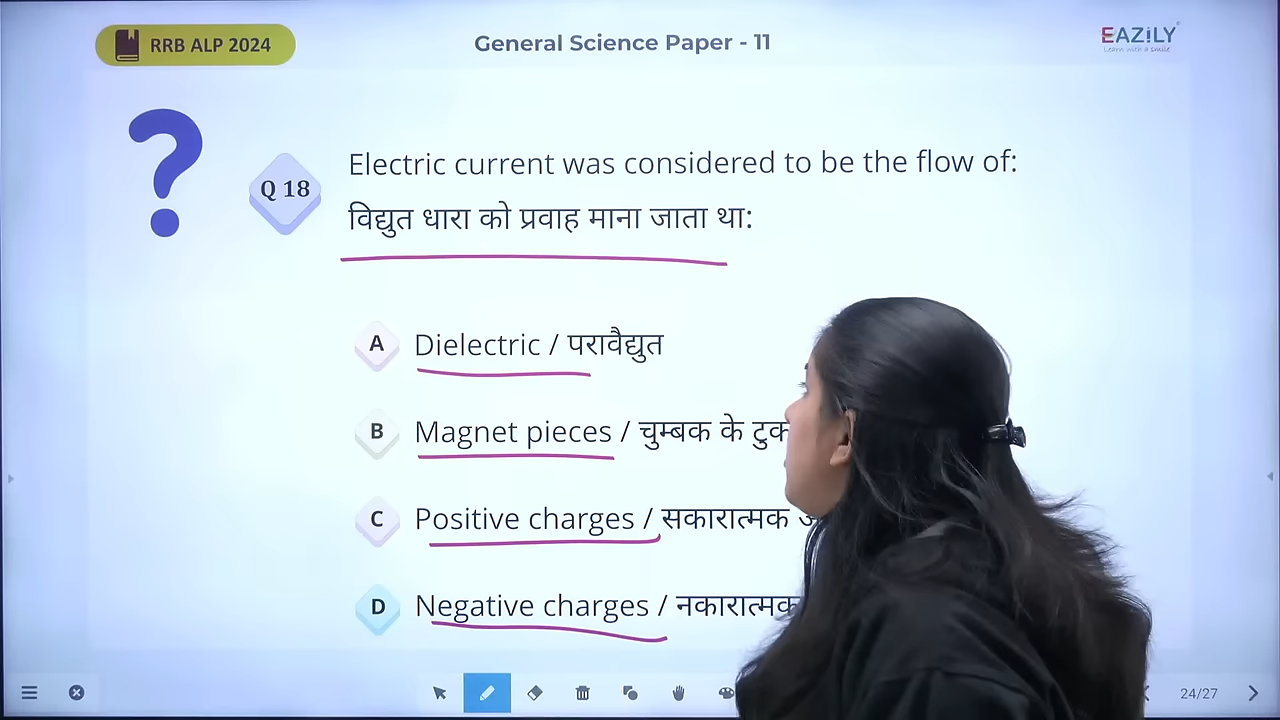 RRB ALP 2024
General Science Paper - 11
EAZILY
Learn with a smile
Q 18
Electric current was considered to be the flow of:
विद्युत धारा को प्रवाह माना जाता था:
A Dielectric / परावैद्युत
B Magnet pieces / चुम्बक के
C Positive charges / सकारात्मक
D Negative charges / नकारात्मक
24/27